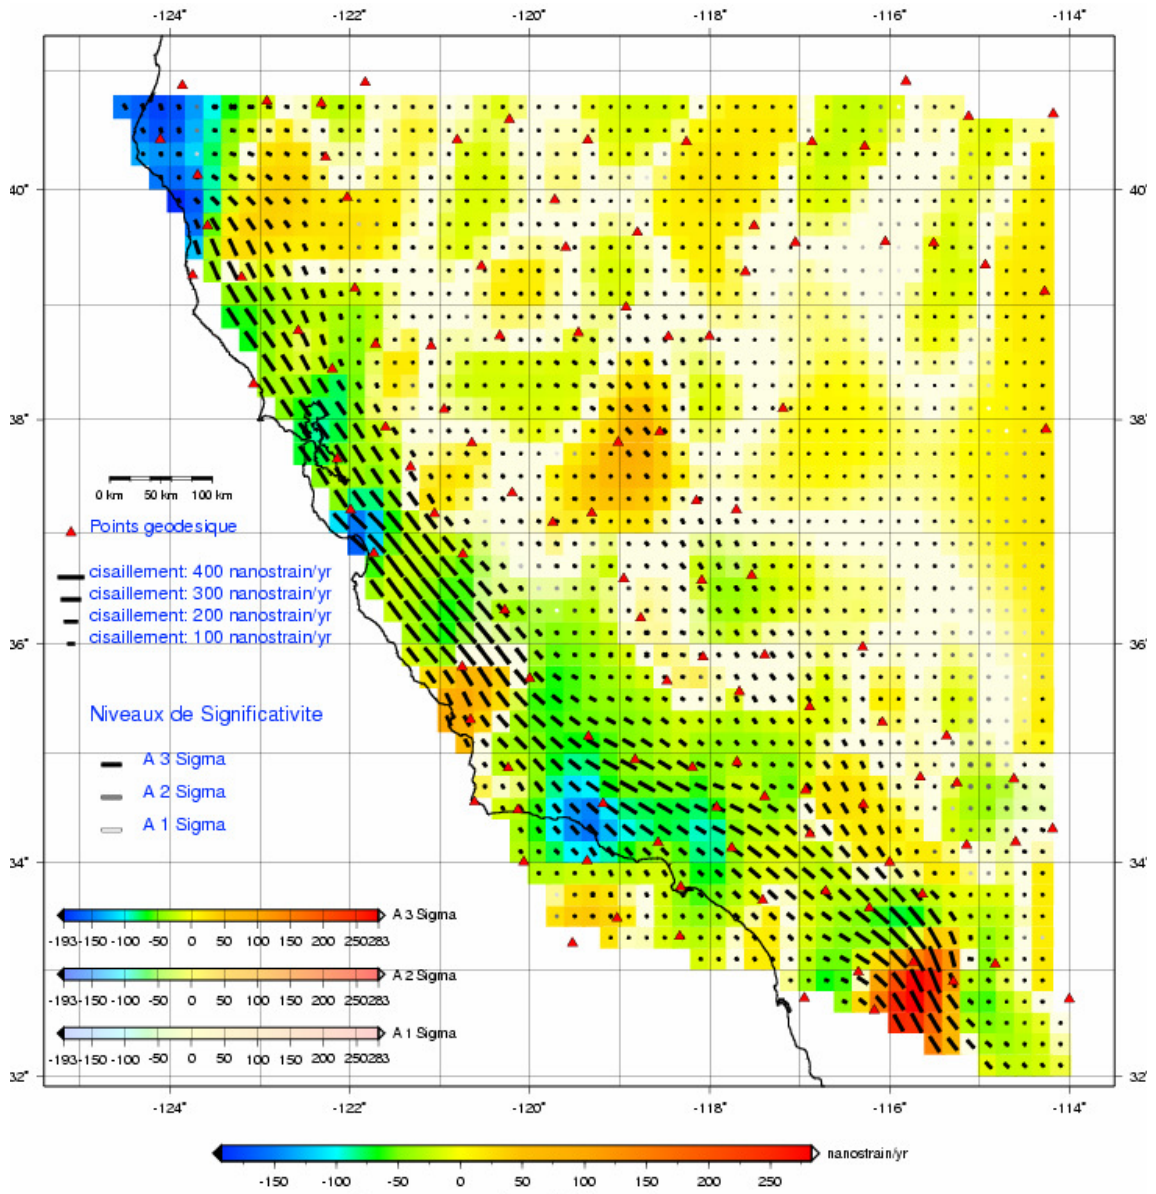 -124° -122° -120° -118° -116° -114°
40° 40°
38° 38°
0 km 50 km 100 km
Points geodesique
cisaillement: 400 nanostrain/yr
cisaillement: 300 nanostrain/yr
cisaillement: 200 nanostrain/yr
cisaillement: 100 nanostrain/yr
36° 36°
Niveaux de Significativite
A 3 Sigma
A 2 Sigma
A 1 Sigma
34° 34°
A 3 Sigma
-193 -150 -100 -50 0 50 100 150 200 250 283
A 2 Sigma
-193 -150 -100 -50 0 50 100 150 200 250 283
A 1 Sigma
-193 -150 -100 -50 0 50 100 150 200 250 283
32° 32°
-124° -122° -120° -118° -116° -114°
nanostrain/yr
-150 -100 -50 0 50 100 150 200 250